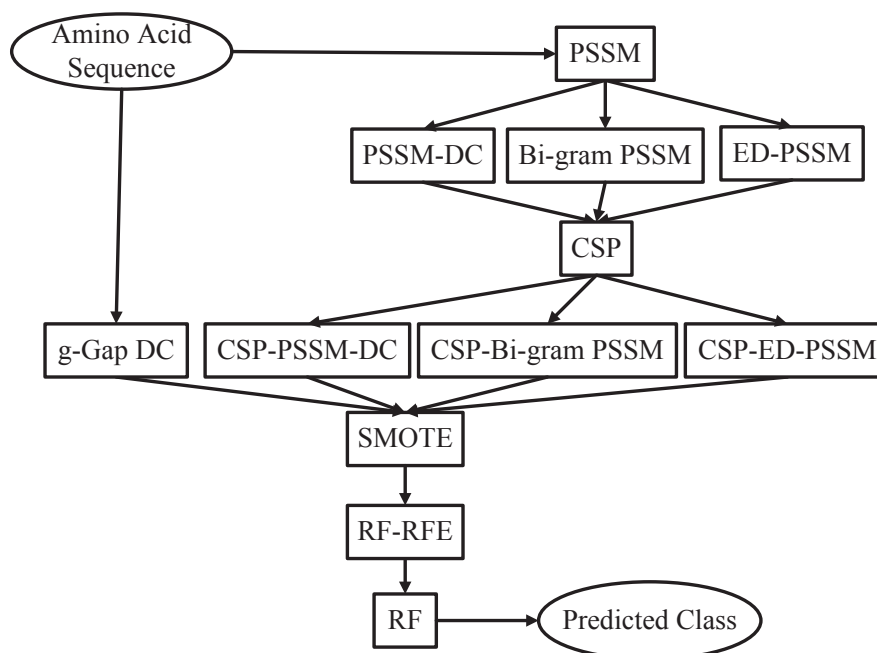 Amino Acid
Sequence
PSSM
PSSM-DC
Bi-gram PSSM
ED-PSSM
CSP
g-Gap DC
CSP-PSSM-DC
CSP-Bi-gram PSSM
CSP-ED-PSSM
SMOTE
RF-RFE
RF
Predicted Class